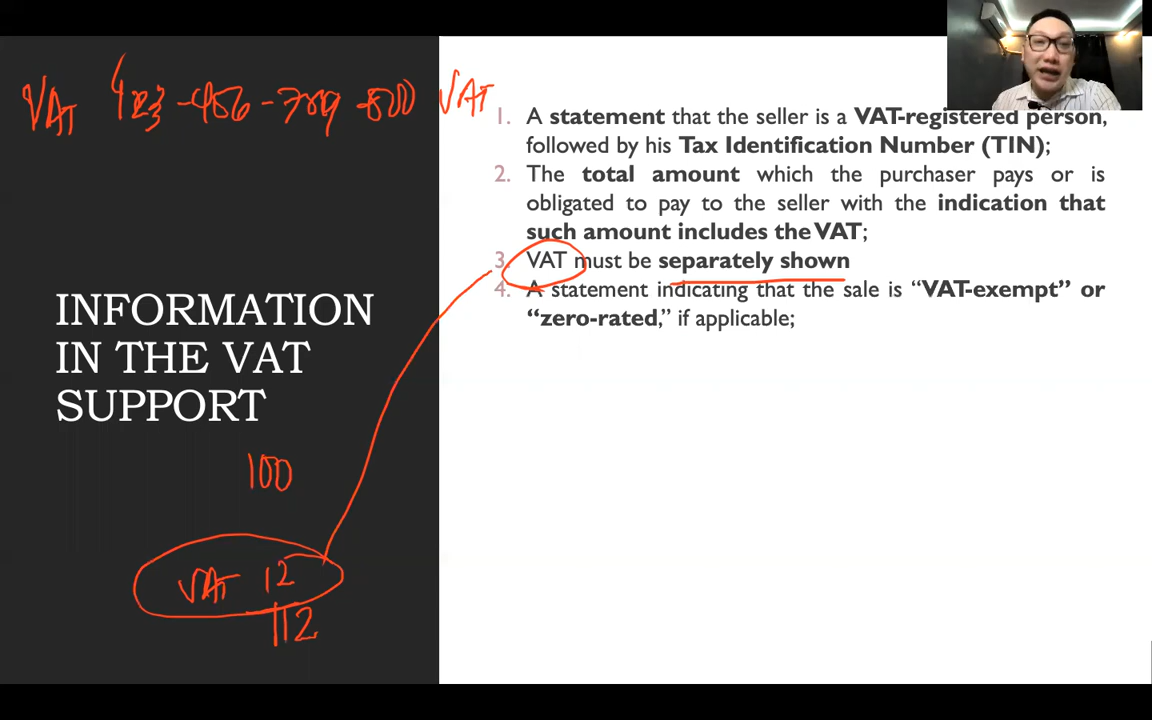 VAT 123-456-789-000 VAT
1. A statement that the seller is a VAT-registered person,
followed by his Tax Identification Number (TIN);
2. The total amount which the purchaser pays or is
obligated to pay to the seller with the indication that
such amount includes the VAT;
3. VAT must be separately shown
4. A statement indicating that the sale is “VAT-exempt” or
“zero-rated,” if applicable;
INFORMATION
IN THE VAT
SUPPORT
100
VAT 12
112